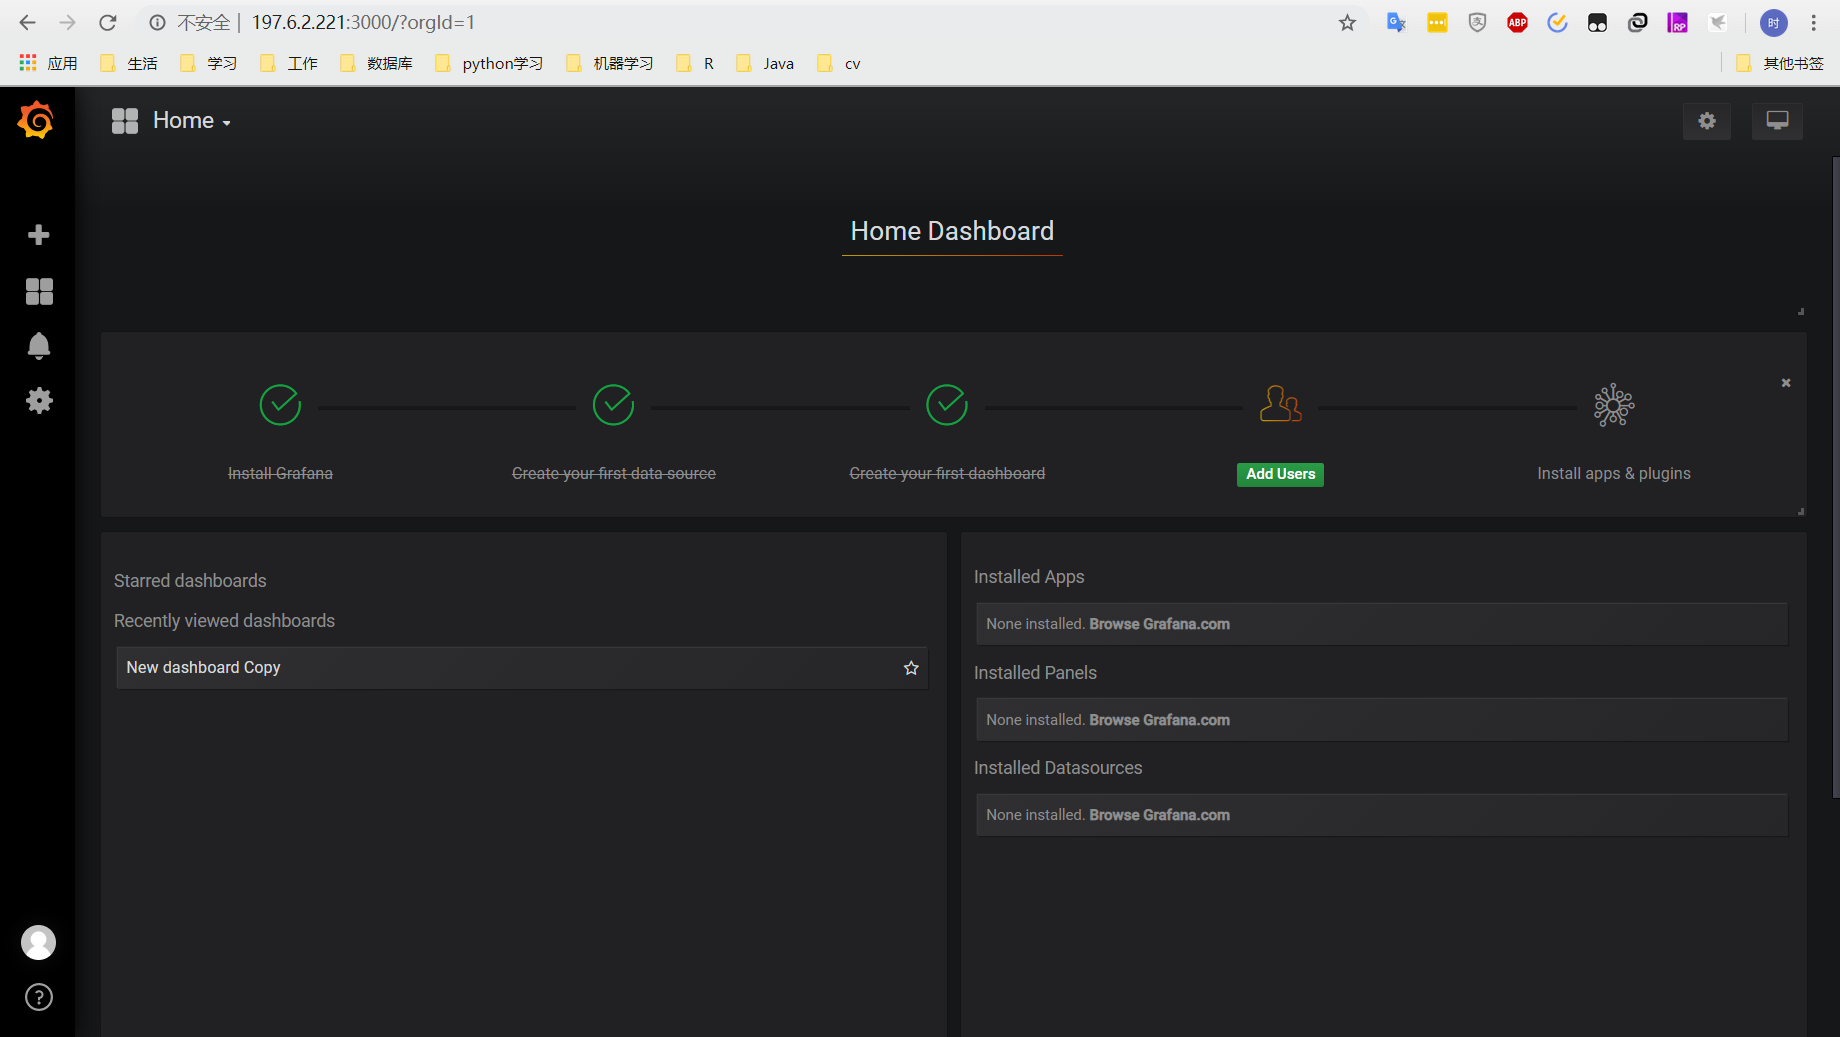 不安全 | 197.6.2.221:3000/?orgId=1
ABP
RP
时
应用 生活 学习 工作 数据库 python学习 机器学习 R Java cv 其他书签
Home
Home Dashboard
Install Grafana
Create your first data source
Create your first dashboard
Add Users
Install apps & plugins
Starred dashboards
Recently viewed dashboards
New dashboard Copy
Installed Apps
None installed. Browse Grafana.com
Installed Panels
None installed. Browse Grafana.com
Installed Datasources
None installed. Browse Grafana.com